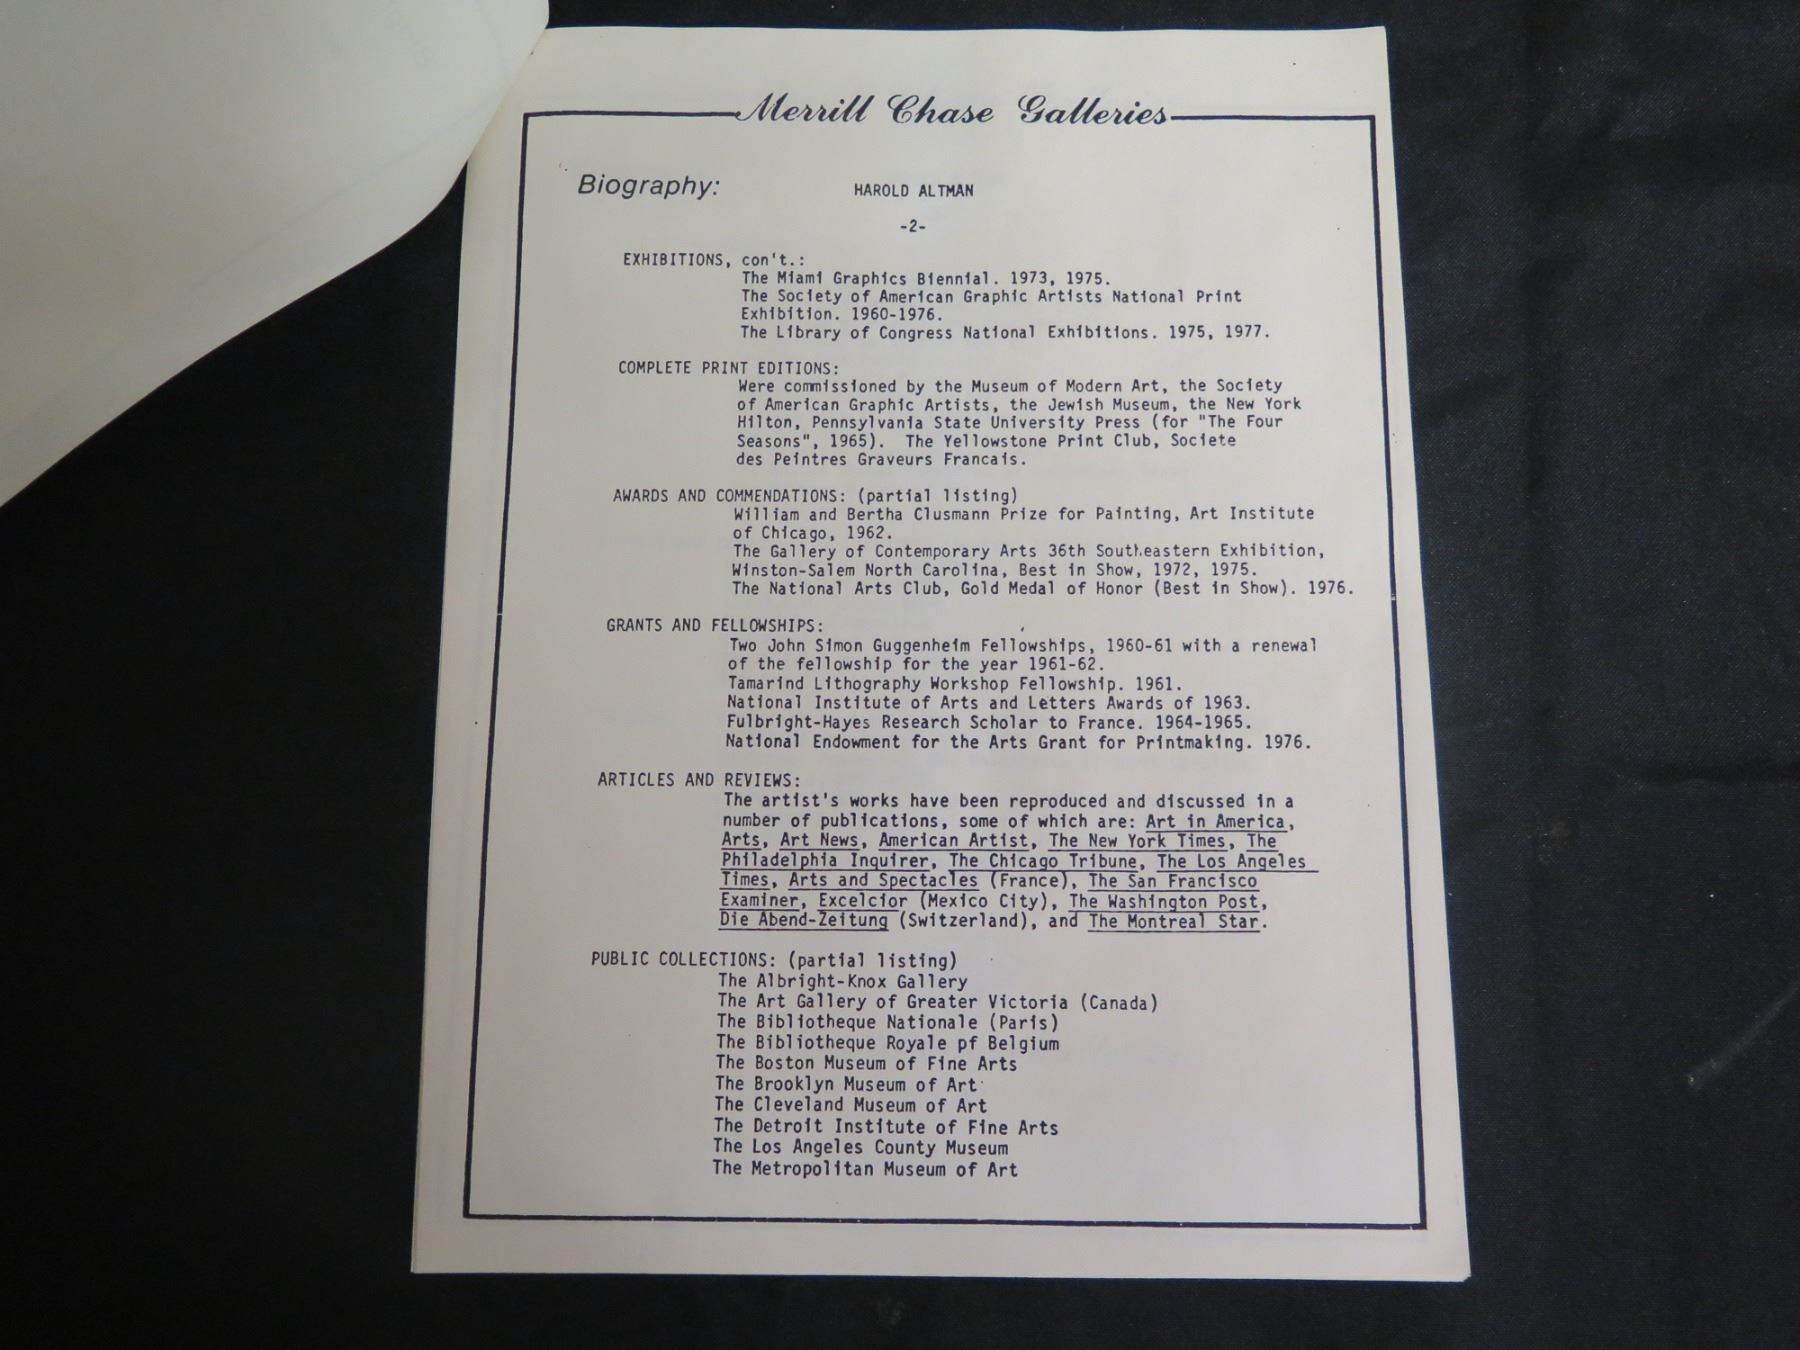 Merrill Chase Galleries
Biography: HAROLD ALTMAN
-2-
EXHIBITIONS, con't.:
The Miami Graphics Biennial. 1973, 1975.
The Society of American Graphic Artists National Print
Exhibition. 1960-1976.
The Library of Congress National Exhibitions. 1975, 1977.
COMPLETE PRINT EDITIONS:
Were commissioned by the Museum of Modern Art, the Society
of American Graphic Artists, the Jewish Museum, the New York
Hilton, Pennsylvania State University Press (for "The Four
Seasons", 1965). The Yellowstone Print Club, Societe
des Peintres Graveurs Francais.
AWARDS AND COMMENDATIONS: (partial listing)
William and Bertha Clusmann Prize for Painting, Art Institute
of Chicago, 1962.
The Gallery of Contemporary Arts 36th Southeastern Exhibition,
Winston-Salem North Carolina, Best in Show, 1972, 1975.
The National Arts Club, Gold Medal of Honor (Best in Show). 1976.
GRANTS AND FELLOWSHIPS:
Two John Simon Guggenheim Fellowships, 1960-61 with a renewal
of the fellowship for the year 1961-62.
Tamarind Lithography Workshop Fellowship. 1961.
National Institute of Arts and Letters Awards of 1963.
Fulbright-Hayes Research Scholar to France. 1964-1965.
National Endowment for the Arts Grant for Printmaking. 1976.
ARTICLES AND REVIEWS:
The artist's works have been reproduced and discussed in a
number of publications, some of which are: Art in America,
Arts, Art News, American Artist, The New York Times, The
Philadelphia Inquirer, The Chicago Tribune, The Los Angeles
Times, Arts and Spectacles (France), The San Francisco
Examiner, Excelcior (Mexico City), The Washington Post,
Die Abend-Zeitung (Switzerland), and The Montreal Star.
PUBLIC COLLECTIONS: (partial listing)
The Albright-Knox Gallery
The Art Gallery of Greater Victoria (Canada)
The Bibliotheque Nationale (Paris)
The Bibliotheque Royale pf Belgium
The Boston Museum of Fine Arts
The Brooklyn Museum of Art
The Cleveland Museum of Art
The Detroit Institute of Fine Arts
The Los Angeles County Museum
The Metropolitan Museum of Art